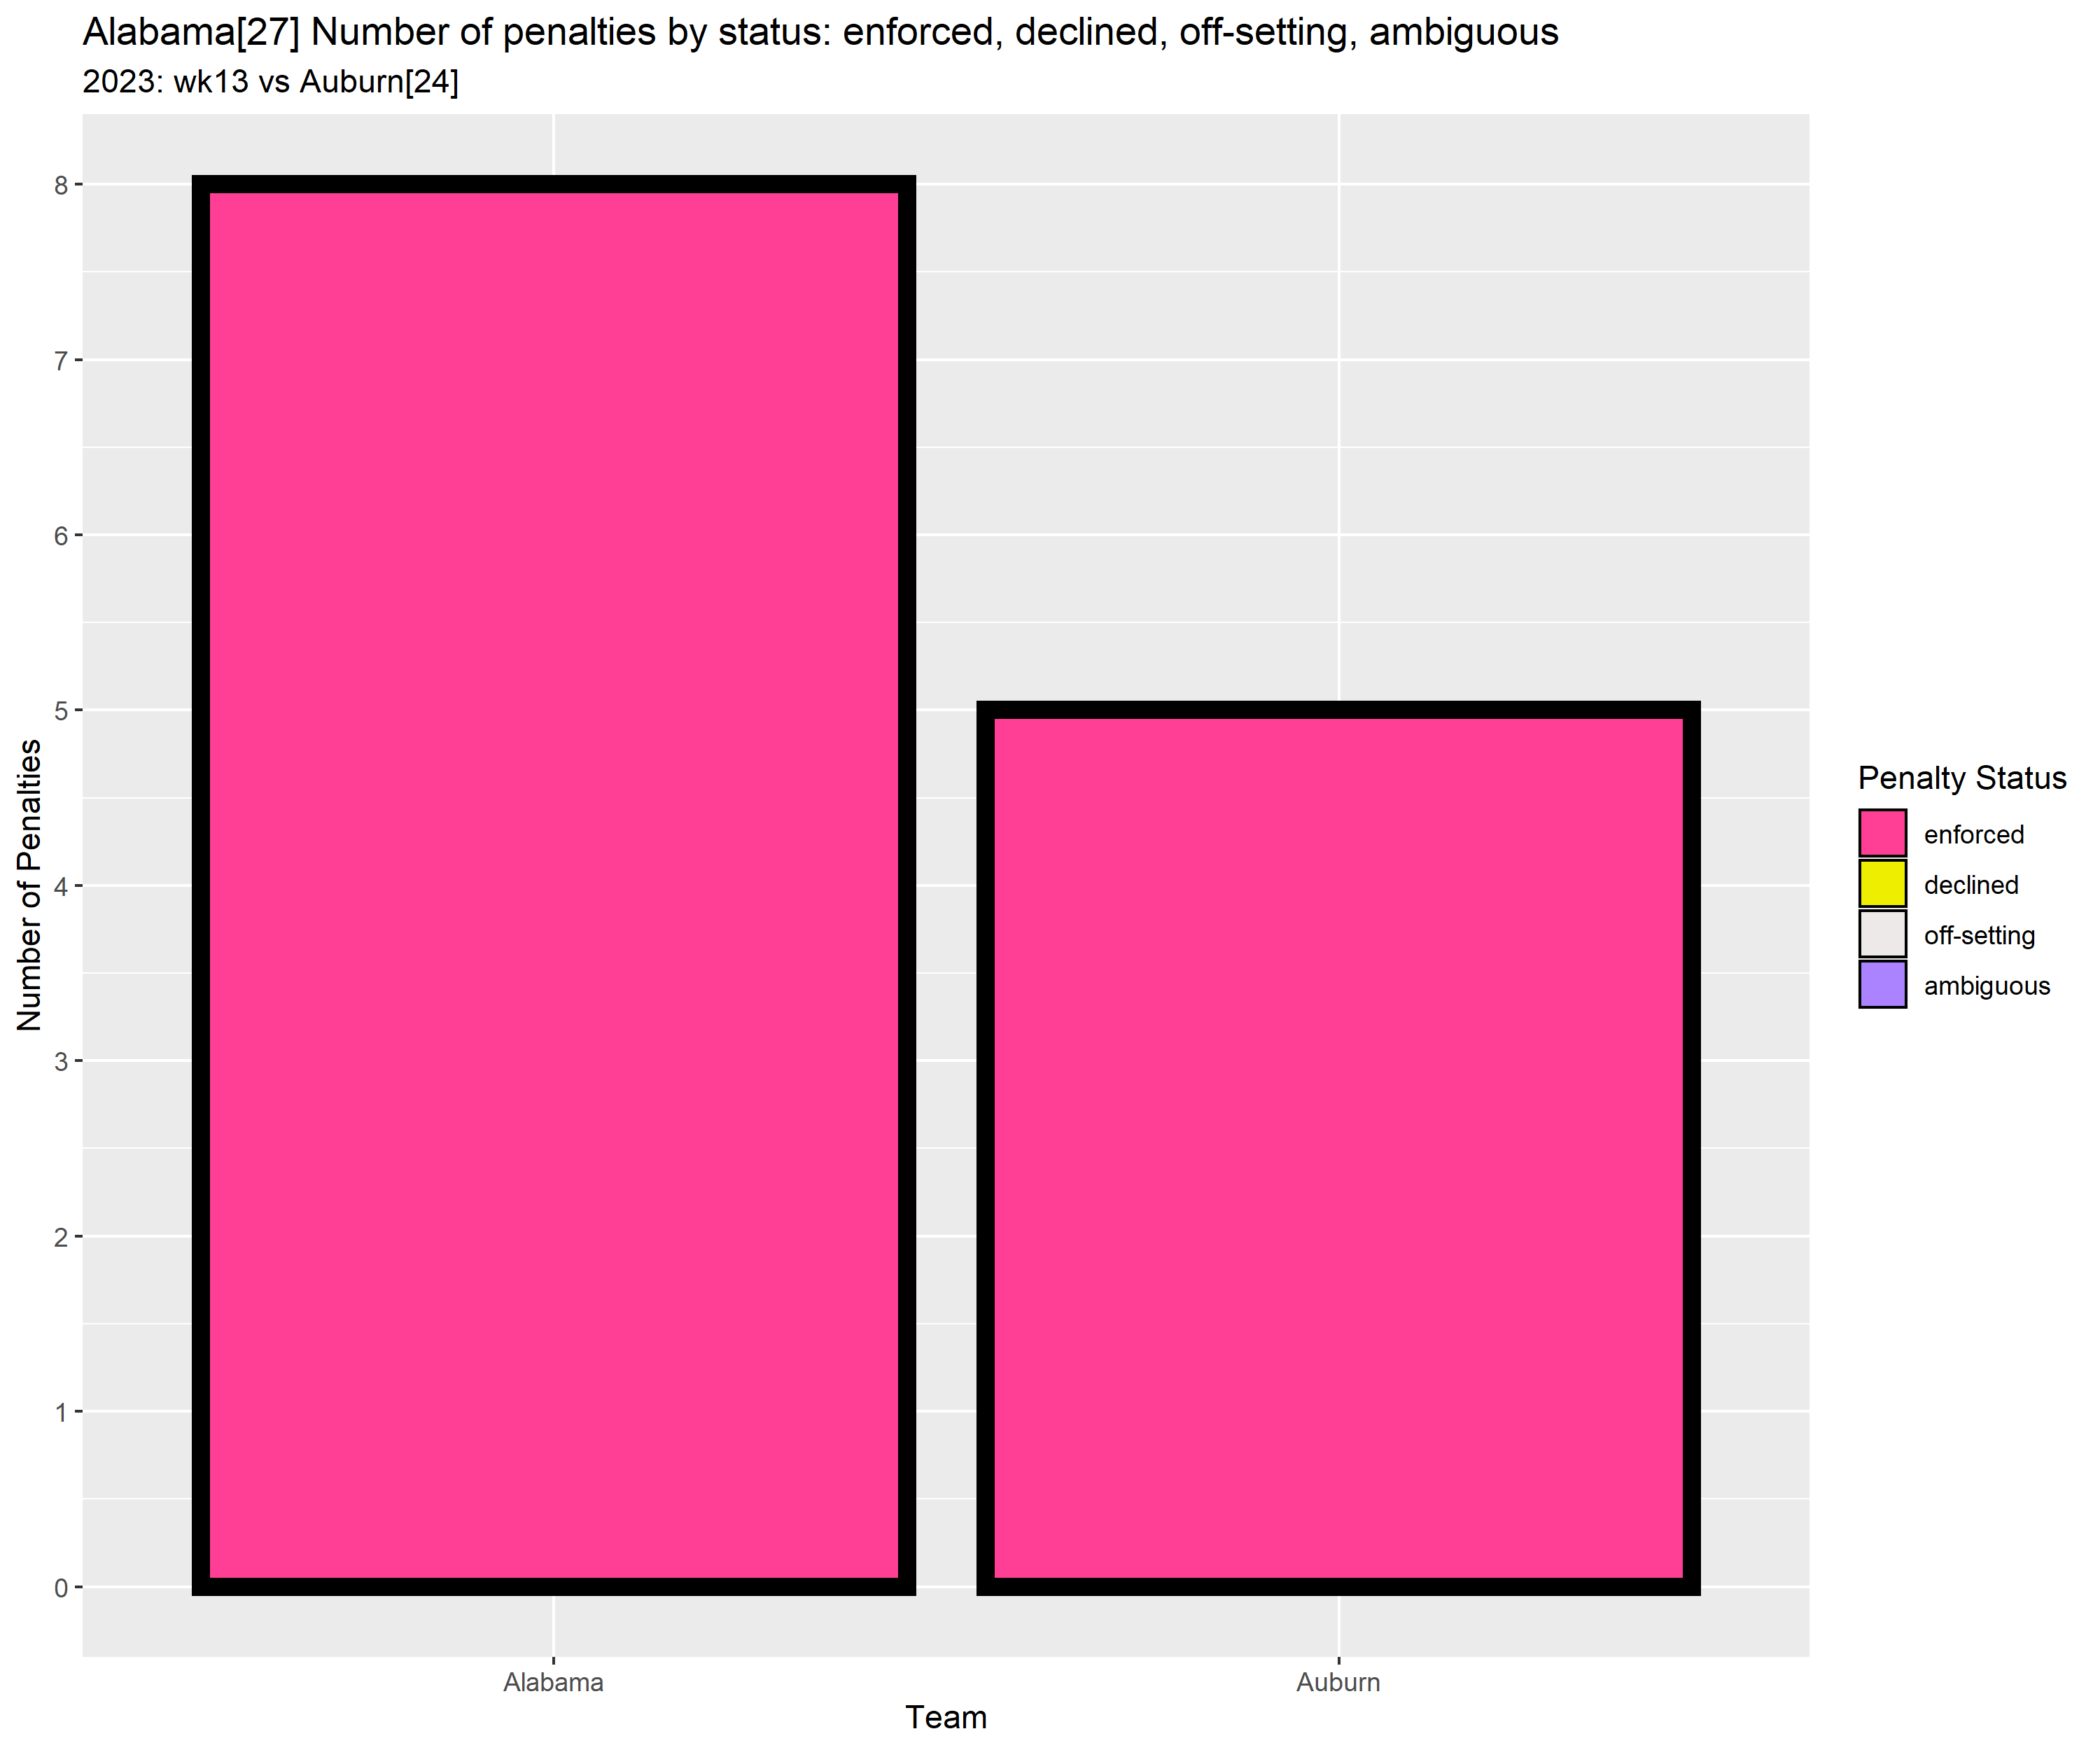 Alabama[27] Number of penalties by status: enforced, declined, off-setting, ambiguous
2023: wk13 vs Auburn[24]
Number of Penalties
8
7
6
5
4
3
2
1
0
Alabama
Auburn
Team
Penalty Status
enforced
declined
off-setting
ambiguous